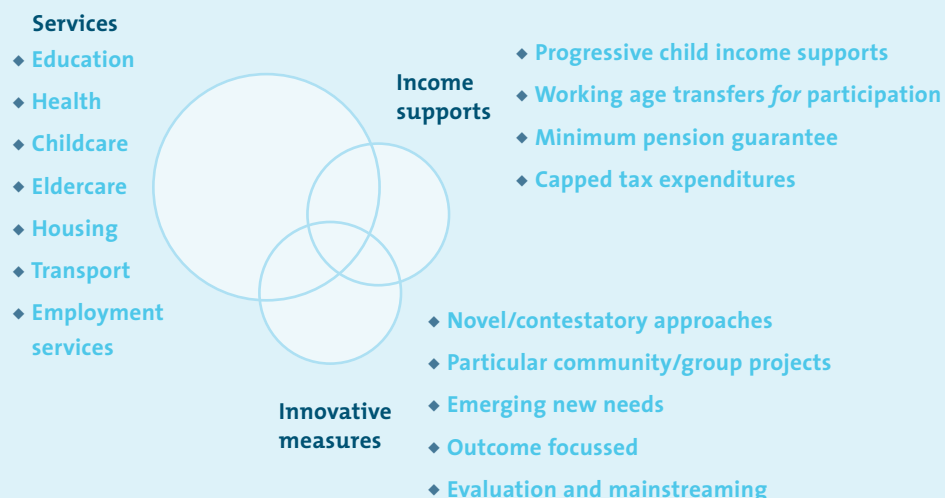 Services
◆ Education
◆ Health
◆ Childcare
◆ Eldercare
◆ Housing
◆ Transport
◆ Employment
services
Income
supports
◆ Progressive child income supports
◆ Working age transfers for participation
◆ Minimum pension guarantee
◆ Capped tax expenditures
Innovative
measures
◆ Novel/contestatory approaches
◆ Particular community/group projects
◆ Emerging new needs
◆ Outcome focussed
◆ Evaluation and mainstreaming